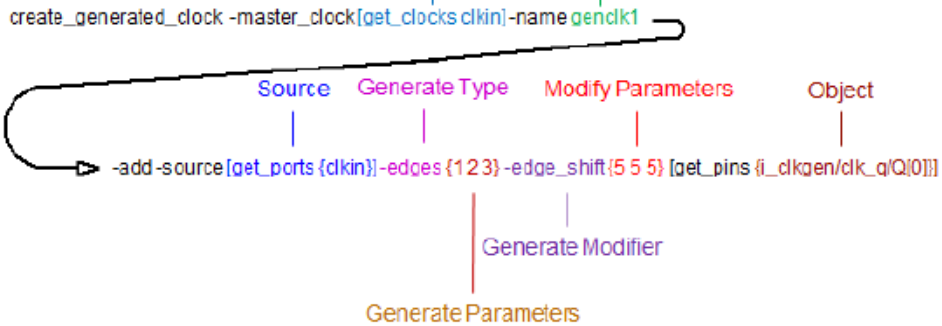 create_generated_clock -master_clock[get_clocks clkin]-name genclk1
Source Generate Type Modify Parameters Object
-add -source[get_ports {clkin}]-edges {1 2 3} -edge_shift{5 5 5} [get_pins {i_clkgen/clk_q/Q[0]}]
Generate Modifier
Generate Parameters